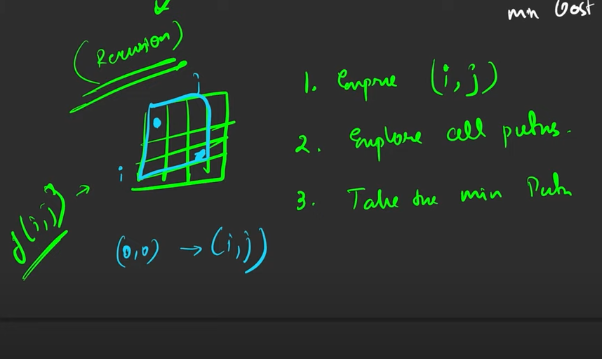 min Cost
(Recursion)
j
i
f(i,j) →
(0,0) → (i,j)
1. Express (i,j)
2. Explore all paths.
3. Take the min Path